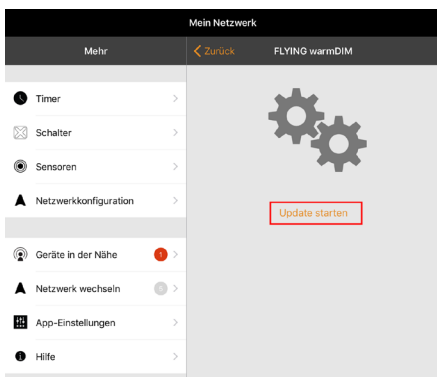 Mein Netzwerk
Mehr
Zurück
FLYING warmDIM
Timer
Schalter
Sensoren
Netzwerkkonfiguration
Geräte in der Nähe 1
Netzwerk wechseln 5
App-Einstellungen
Hilfe
Update starten